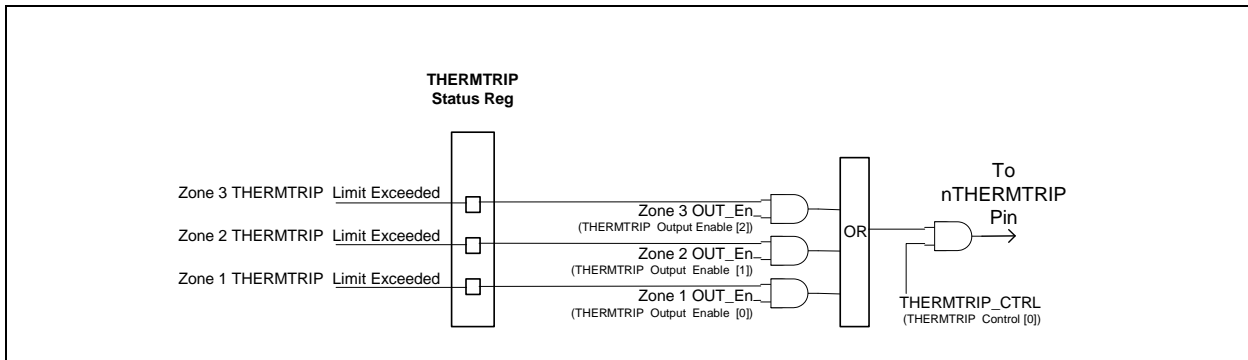 THERMTRIP
Status Reg
Zone 3 THERMTRIP Limit Exceeded
Zone 2 THERMTRIP Limit Exceeded
Zone 1 THERMTRIP Limit Exceeded
Zone 3 OUT_En
(THERMTRIP Output Enable [2])
Zone 2 OUT_En
(THERMTRIP Output Enable [1])
Zone 1 OUT_En
(THERMTRIP Output Enable [0])
OR
To
nTHERMTRIP
Pin
THERMTRIP_CTRL
(THERMTRIP Control [0])